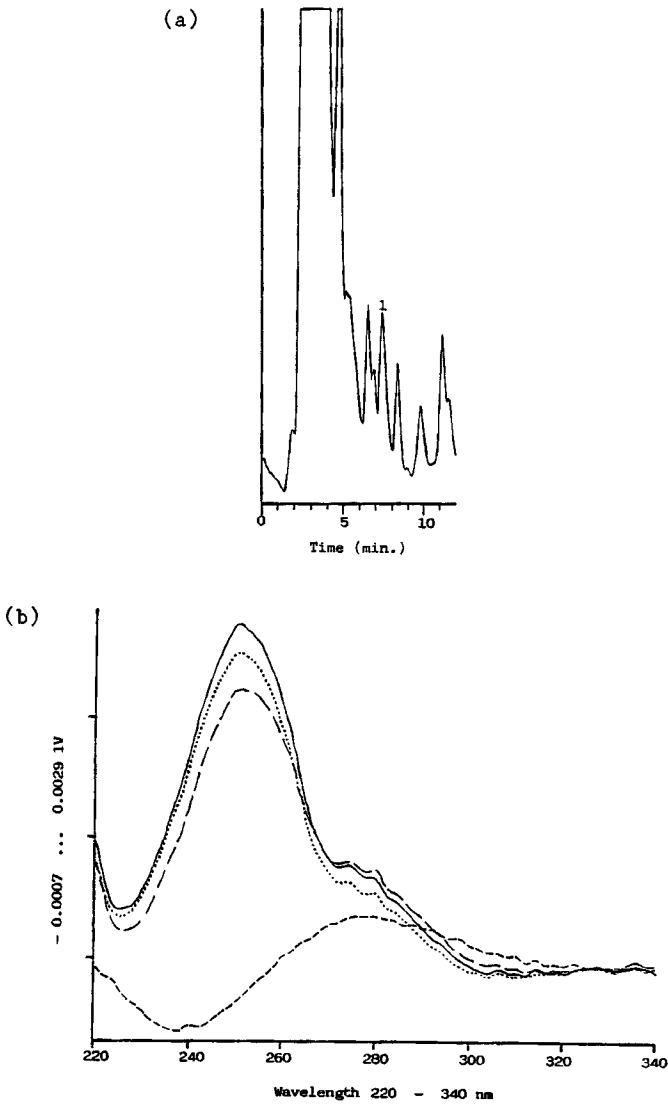 (a)
1
0 5 10
Time (min.)
(b)
- 0.0007 ... 0.0029 1V
220 240 260 280 300 320 340
Wavelength 220 - 340 nm